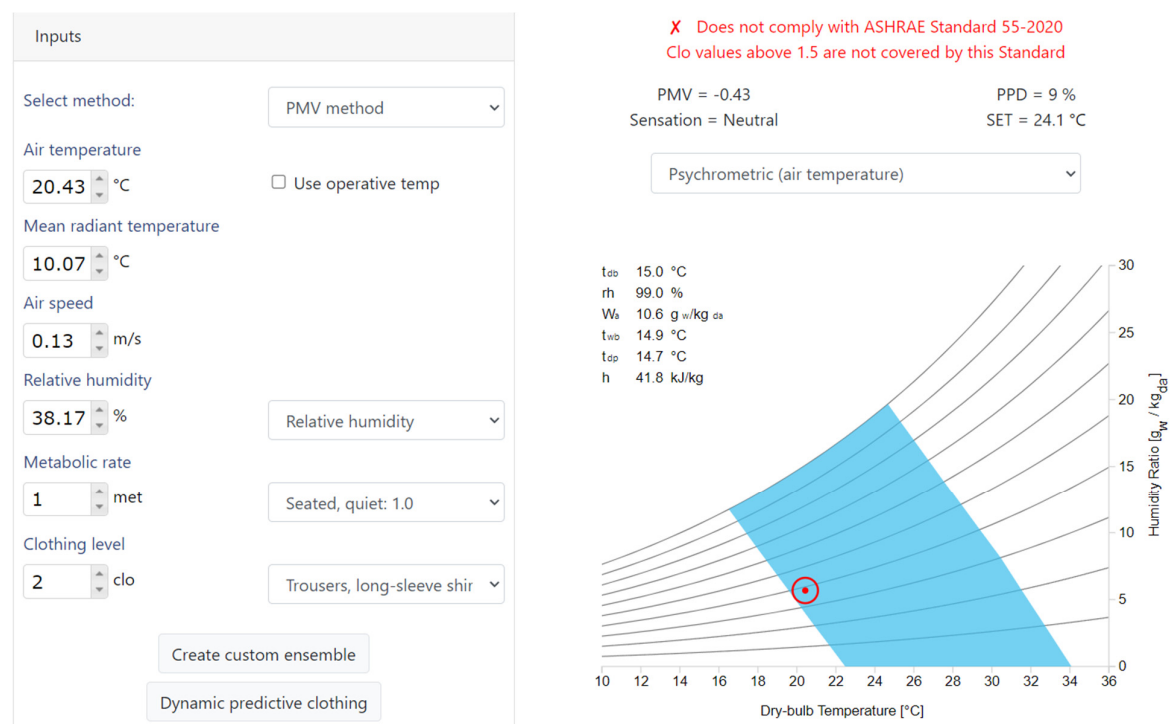 Inputs
Select method:
PMV method
Air temperature
20.43 °C
Use operative temp
Mean radiant temperature
10.07 °C
Air speed
0.13 m/s
Relative humidity
38.17 %
Relative humidity
Metabolic rate
1 met
Seated, quiet: 1.0
Clothing level
2 clo
Trousers, long-sleeve shir
Create custom ensemble
Dynamic predictive clothing
✗ Does not comply with ASHRAE Standard 55-2020
Clo values above 1.5 are not covered by this Standard
PMV = -0.43 PPD = 9 %
Sensation = Neutral SET = 24.1 °C
Psychrometric (air temperature)
tdb 15.0 °C
rh 99.0 %
Wa 10.6 g w/kg da
twb 14.9 °C
tdp 14.7 °C
h 41.8 kJ/kg
30
25
20
15
10
5
0
Humidity Ratio [gw / kgda]
10 12 14 16 18 20 22 24 26 28 30 32 34 36
Dry-bulb Temperature [°C]